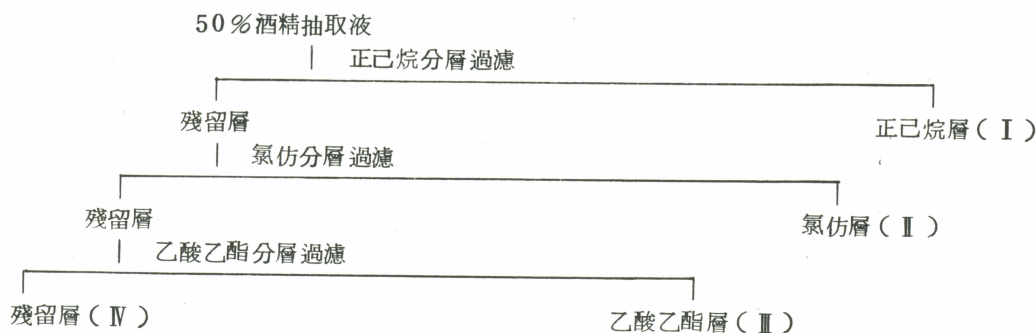 50%酒精抽取液
正己烷分層過濾
殘留層
正己烷層(Ⅰ)
氯仿分層過濾
殘留層
氯仿層(Ⅱ)
乙酸乙酯分層過濾
殘留層(Ⅳ)
乙酸乙酯層(Ⅲ)